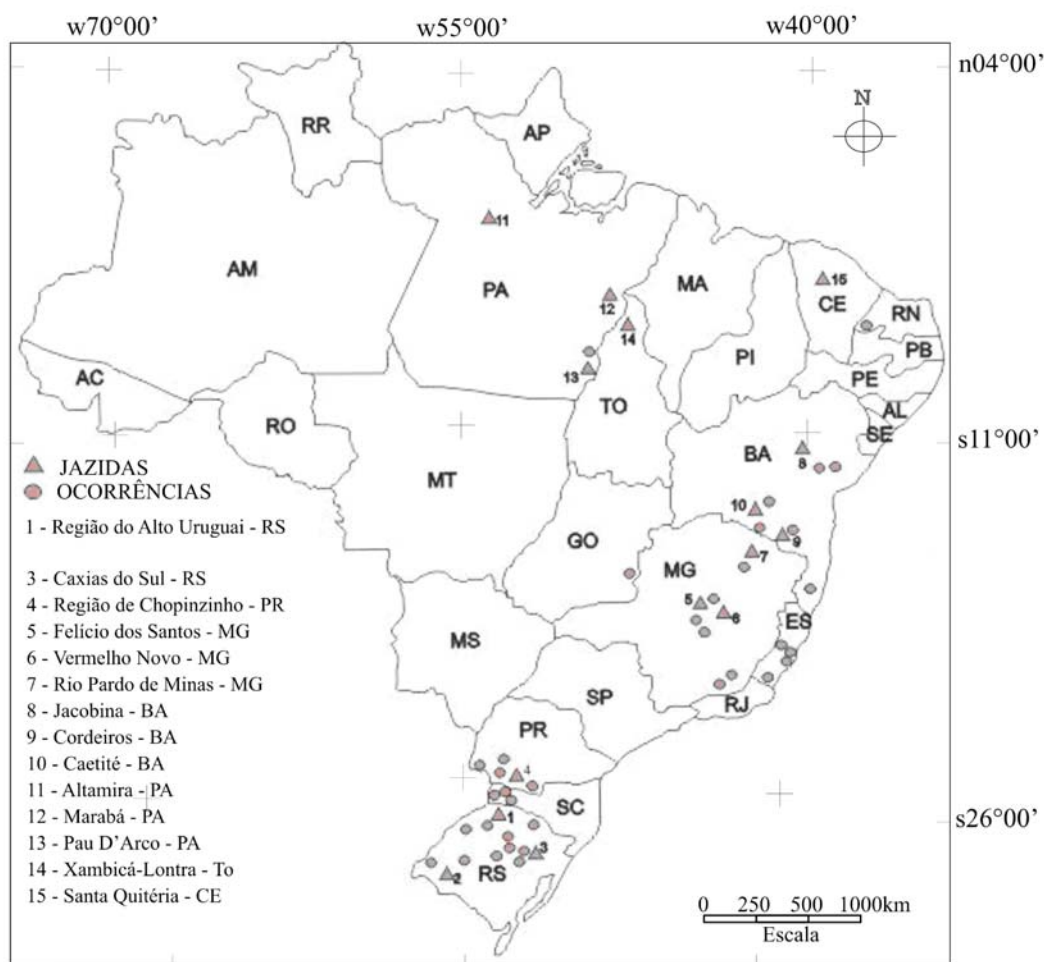 w70°00’ w55°00’ w40°00’
n04°00’
N
RR
AP
11
AM
PA
MA
15
CE
RN
12
14
PB
13
PI
AC
PE
TO
AL
RO
SE
s11°00’
BA
8
MT
JAZIDAS
OCORRÊNCIAS
10
9
GO
7
MG
5
6
ES
MS
SP
RJ
PR
4
SC
1
s26°00’
3
RS
2
1 - Região do Alto Uruguai - RS
3 - Caxias do Sul - RS
4 - Região de Chopinzinho - PR
5 - Felício dos Santos - MG
6 - Vermelho Novo - MG
7 - Rio Pardo de Minas - MG
8 - Jacobina - BA
9 - Cordeiros - BA
10 - Caetité - BA
11 - Altamira - PA
12 - Marabá - PA
13 - Pau D’Arco - PA
14 - Xambicá-Lontra - To
15 - Santa Quitéria - CE
0 250 500 1000km
Escala